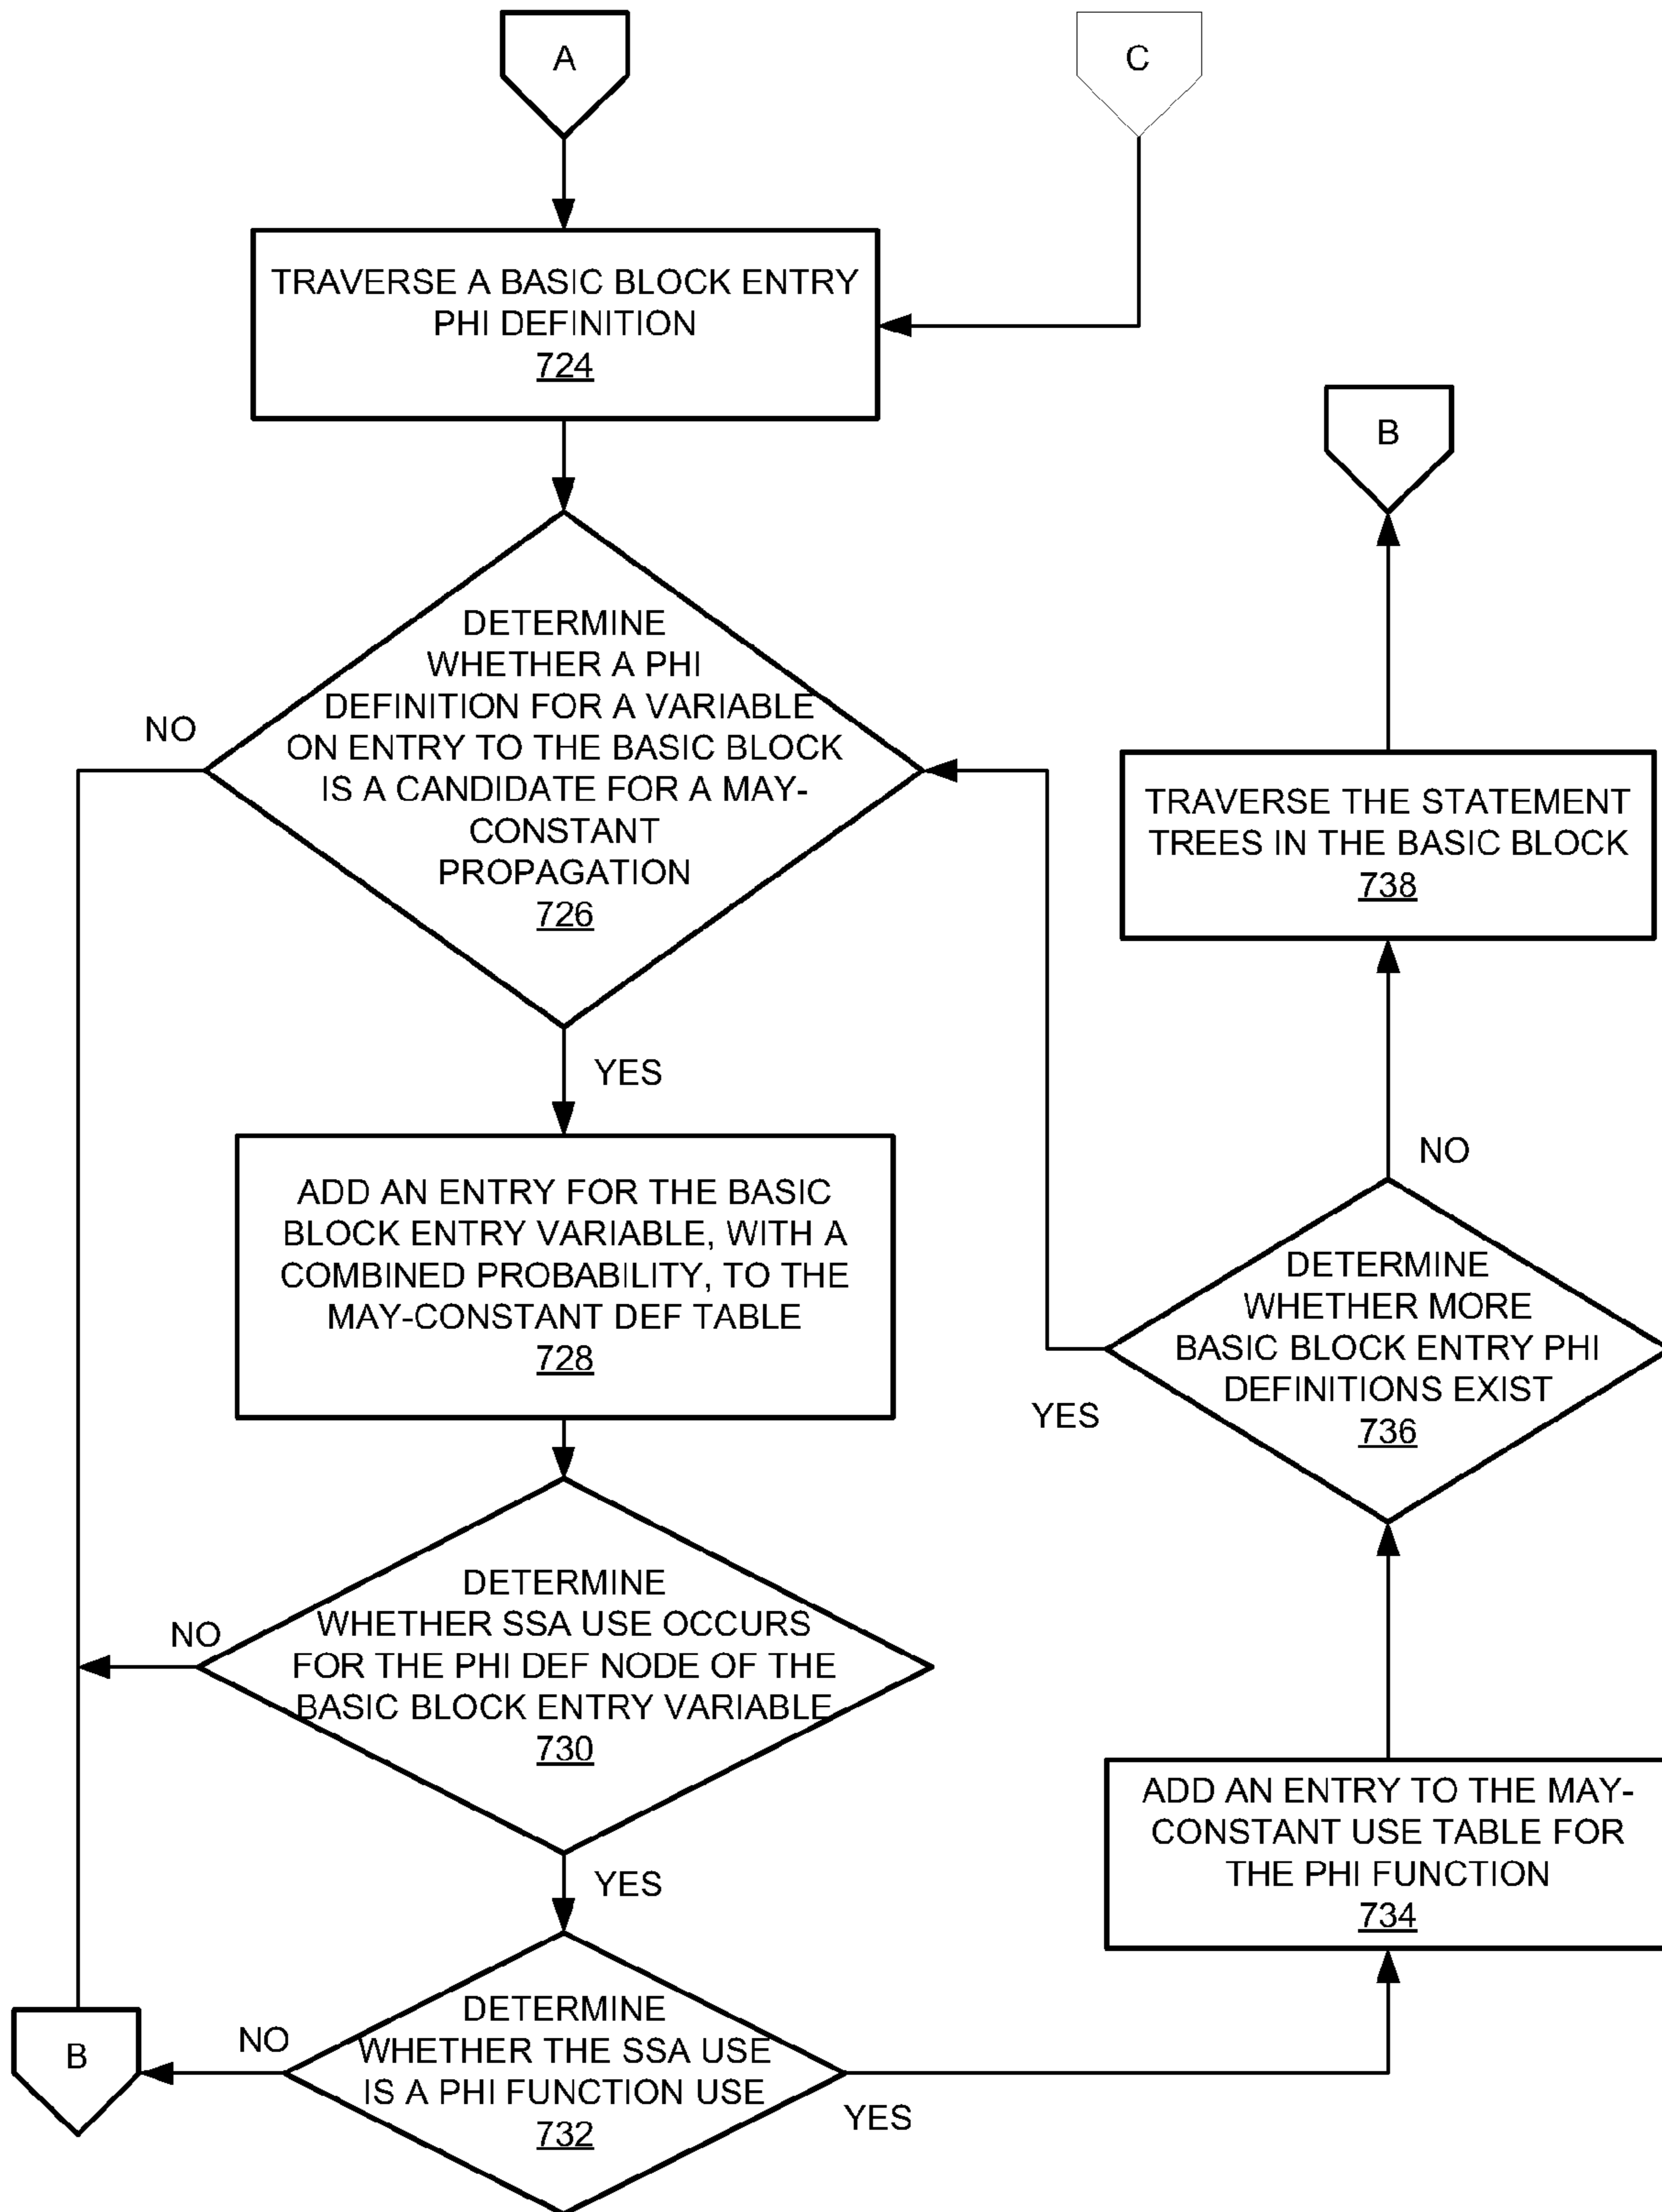 A
C
TRAVERSE A BASIC BLOCK ENTRY
PHI DEFINITION
724
DETERMINE
WHETHER A PHI
DEFINITION FOR A VARIABLE
ON ENTRY TO THE BASIC BLOCK
IS A CANDIDATE FOR A MAY-
CONSTANT
PROPAGATION
726
NO
YES
ADD AN ENTRY FOR THE BASIC
BLOCK ENTRY VARIABLE, WITH A
COMBINED PROBABILITY, TO THE
MAY-CONSTANT DEF TABLE
728
DETERMINE
WHETHER SSA USE OCCURS
FOR THE PHI DEF NODE OF THE
BASIC BLOCK ENTRY VARIABLE
730
NO
YES
DETERMINE
WHETHER THE SSA USE
IS A PHI FUNCTION USE
732
NO
B
YES
ADD AN ENTRY TO THE MAY-
CONSTANT USE TABLE FOR
THE PHI FUNCTION
734
DETERMINE
WHETHER MORE
BASIC BLOCK ENTRY PHI
DEFINITIONS EXIST
736
YES
NO
TRAVERSE THE STATEMENT
TREES IN THE BASIC BLOCK
738
B